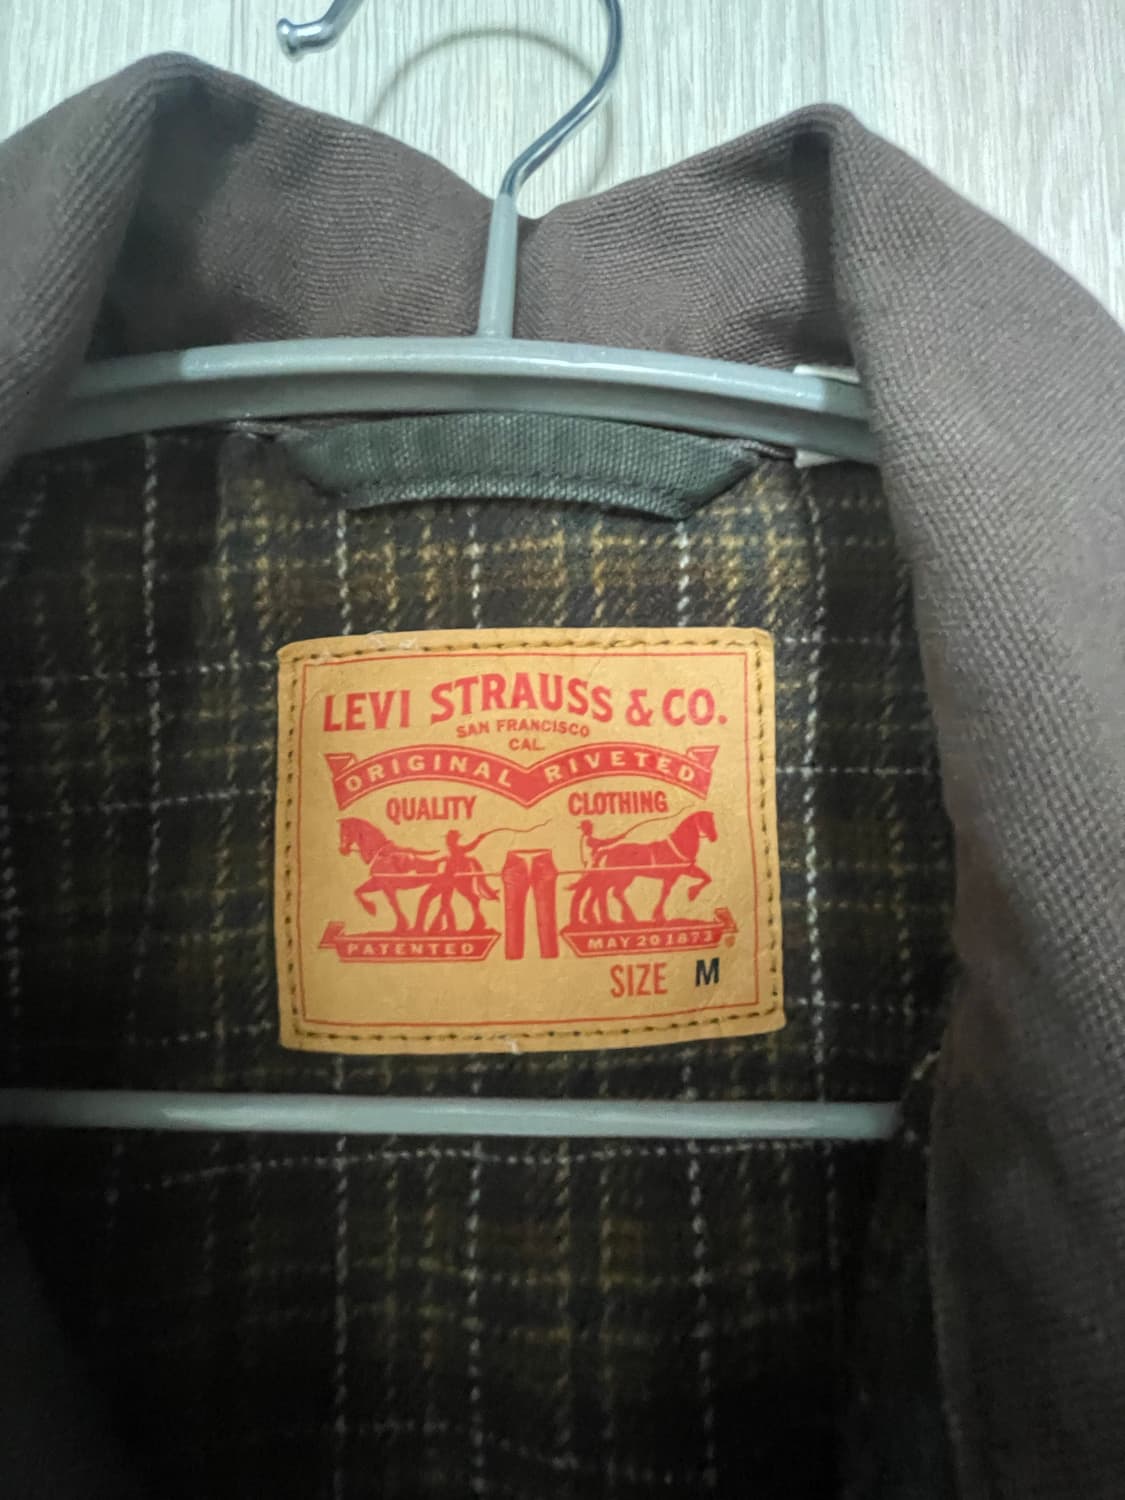 LEVI STRAUSS & CO.
SAN FRANCISCO
CAL.
ORIGINAL RIVETED
QUALITY CLOTHING
PATENTED MAY 20 1873
SIZE M